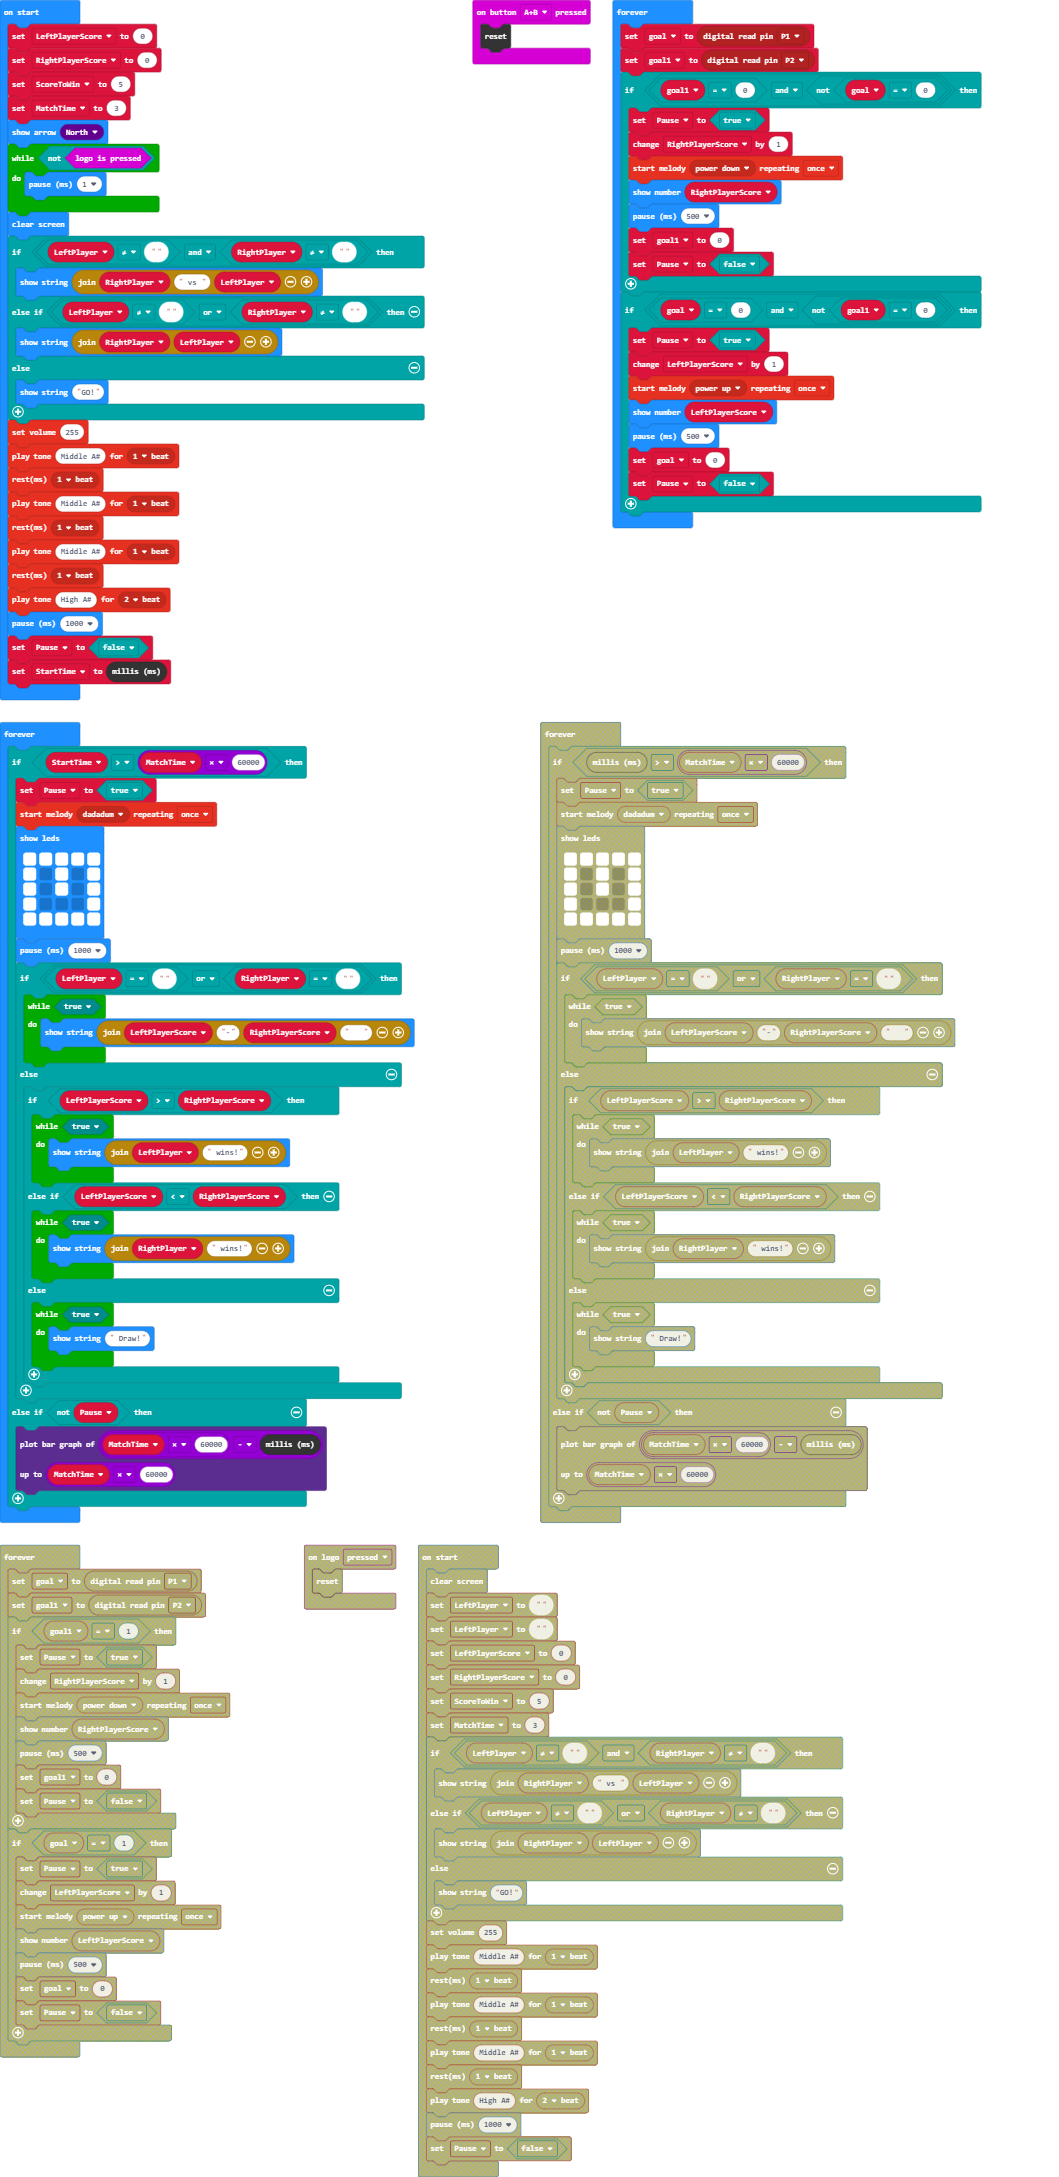 on start
set LeftPlayerScore to 0
set RightPlayerScore to 0
set ScoreToWin to 5
set MatchTime to 3
show arrow North
while not logo is pressed
do pause (ms) 1
clear screen
if LeftPlayer ≠ "" and RightPlayer ≠ "" then
show string join RightPlayer " vs " LeftPlayer
else if LeftPlayer ≠ "" or RightPlayer ≠ "" then
show string join RightPlayer LeftPlayer
else
show string "GO!"
set volume 255
play tone Middle A# for 1 beat
rest(ms) 1 beat
play tone Middle A# for 1 beat
rest(ms) 1 beat
play tone Middle A# for 1 beat
rest(ms) 1 beat
play tone High A# for 2 beat
pause (ms) 1000
set Pause to false
set StartTime to millis (ms)
on button A+B pressed
reset
forever
set goal to digital read pin P1
set goal1 to digital read pin P2
if goal1 = 0 and not goal = 0 then
set Pause to true
change RightPlayerScore by 1
start melody power down repeating once
show number RightPlayerScore
pause (ms) 500
set goal1 to 0
set Pause to false
if goal = 0 and not goal1 = 0 then
set Pause to true
change LeftPlayerScore by 1
start melody power up repeating once
show number LeftPlayerScore
pause (ms) 500
set goal to 0
set Pause to false
forever
if StartTime > MatchTime × 60000 then
set Pause to true
start melody dadadum repeating once
show leds
pause (ms) 1000
if LeftPlayer = "" or RightPlayer = "" then
while true
do show string join LeftPlayerScore "-" RightPlayerScore "   "
else
if LeftPlayerScore > RightPlayerScore then
while true
do show string join LeftPlayer " wins!"
else if LeftPlayerScore < RightPlayerScore then
while true
do show string join RightPlayer " wins!"
else
while true
do show string " Draw!"
else if not Pause then
plot bar graph of MatchTime × 60000 - millis (ms)
up to MatchTime × 60000
forever
if millis (ms) > MatchTime × 60000 then
set Pause to true
start melody dadadum repeating once
show leds
pause (ms) 1000
if LeftPlayer = "" or RightPlayer = "" then
while true
do show string join LeftPlayerScore "-" RightPlayerScore "   "
else
if LeftPlayerScore > RightPlayerScore then
while true
do show string join LeftPlayer " wins!"
else if LeftPlayerScore < RightPlayerScore then
while true
do show string join RightPlayer " wins!"
else
while true
do show string " Draw!"
else if not Pause then
plot bar graph of MatchTime × 60000 - millis (ms)
up to MatchTime × 60000
forever
set goal to digital read pin P1
set goal1 to digital read pin P2
if goal1 = 1 then
set Pause to true
change RightPlayerScore by 1
start melody power down repeating once
show number RightPlayerScore
pause (ms) 500
set goal1 to 0
set Pause to false
if goal = 1 then
set Pause to true
change LeftPlayerScore by 1
start melody power up repeating once
show number LeftPlayerScore
pause (ms) 500
set goal to 0
set Pause to false
on logo pressed
reset
on start
clear screen
set LeftPlayer to ""
set LeftPlayer to ""
set LeftPlayerScore to 0
set RightPlayerScore to 0
set ScoreToWin to 5
set MatchTime to 3
if LeftPlayer ≠ "" and RightPlayer ≠ "" then
show string join RightPlayer " vs " LeftPlayer
else if LeftPlayer ≠ "" or RightPlayer ≠ "" then
show string join RightPlayer LeftPlayer
else
show string "GO!"
set volume 255
play tone Middle A# for 1 beat
rest(ms) 1 beat
play tone Middle A# for 1 beat
rest(ms) 1 beat
play tone Middle A# for 1 beat
rest(ms) 1 beat
play tone High A# for 2 beat
pause (ms) 1000
set Pause to false